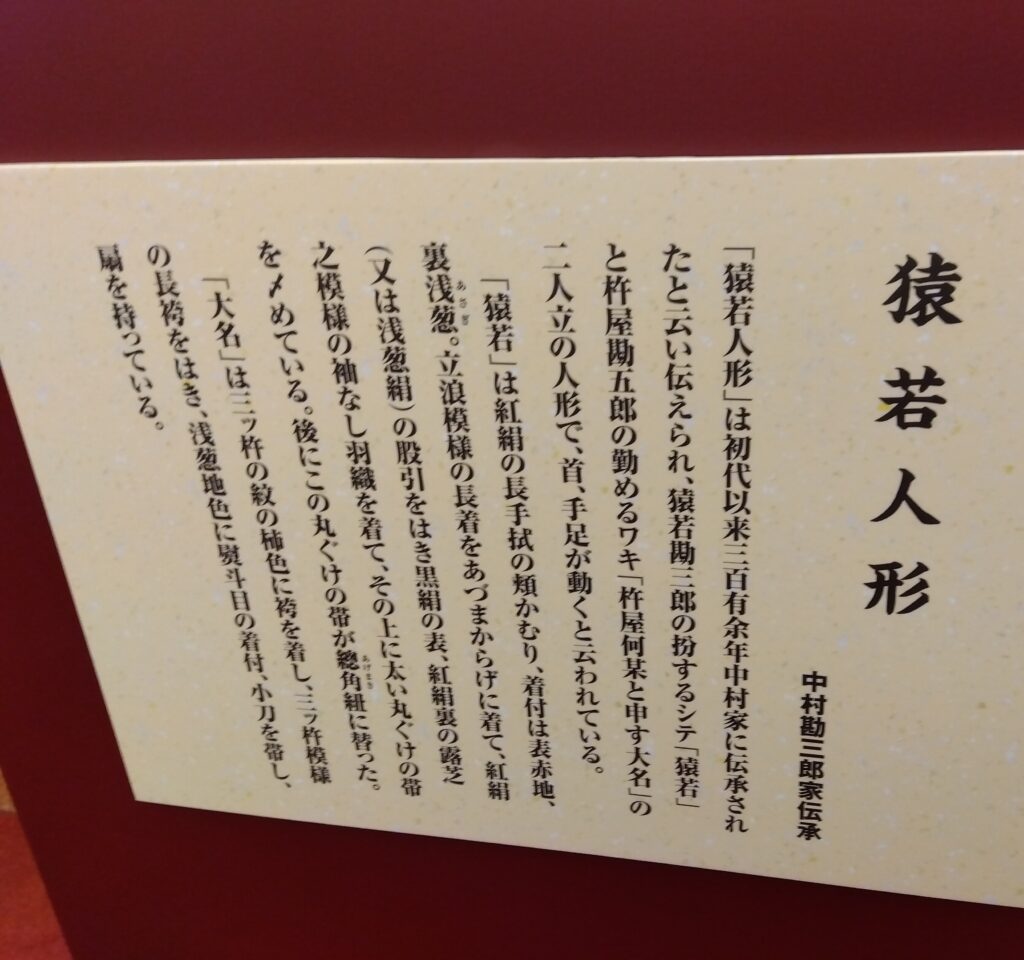 猿若人形
中村勘三郎家伝承
「猿若人形」は初代以来三百有余年中村家に伝承され
たと云い伝えられ、猿若勘三郎の扮するシテ「猿若」
と杵屋勘五郎の勤めるワキ「杵屋何某と申す大名」の
二人立の人形で、首、手足が動くと云われている。
「猿若」は紅絹の長手拭の頬かむり、着付は表赤地、
裏浅葱あさぎ。立浪模様の長着をあづまからげに着て、紅絹
(又は浅葱絹)の股引をはき黒絹の表、紅絹裏の露芝
之模様の袖なし羽織を着て、その上に太い丸ぐけの帯
を〆めている。後にこの丸ぐけの帯が總角あげまき紐に替った。
「大名」は三ッ杵の紋の柿色に袴を着し、三ッ杵模様
の長袴をはき、浅葱地色に熨斗目の着付、小刀を帯し、
扇を持っている。